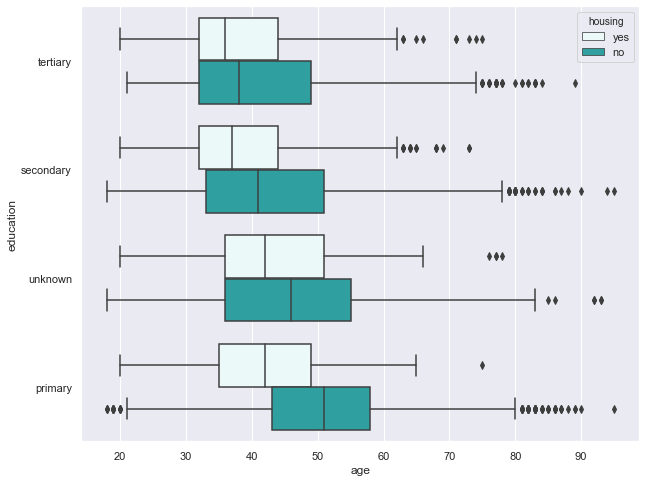 housing
yes
no
tertiary
secondary
unknown
primary
education
20 30 40 50 60 70 80 90
age